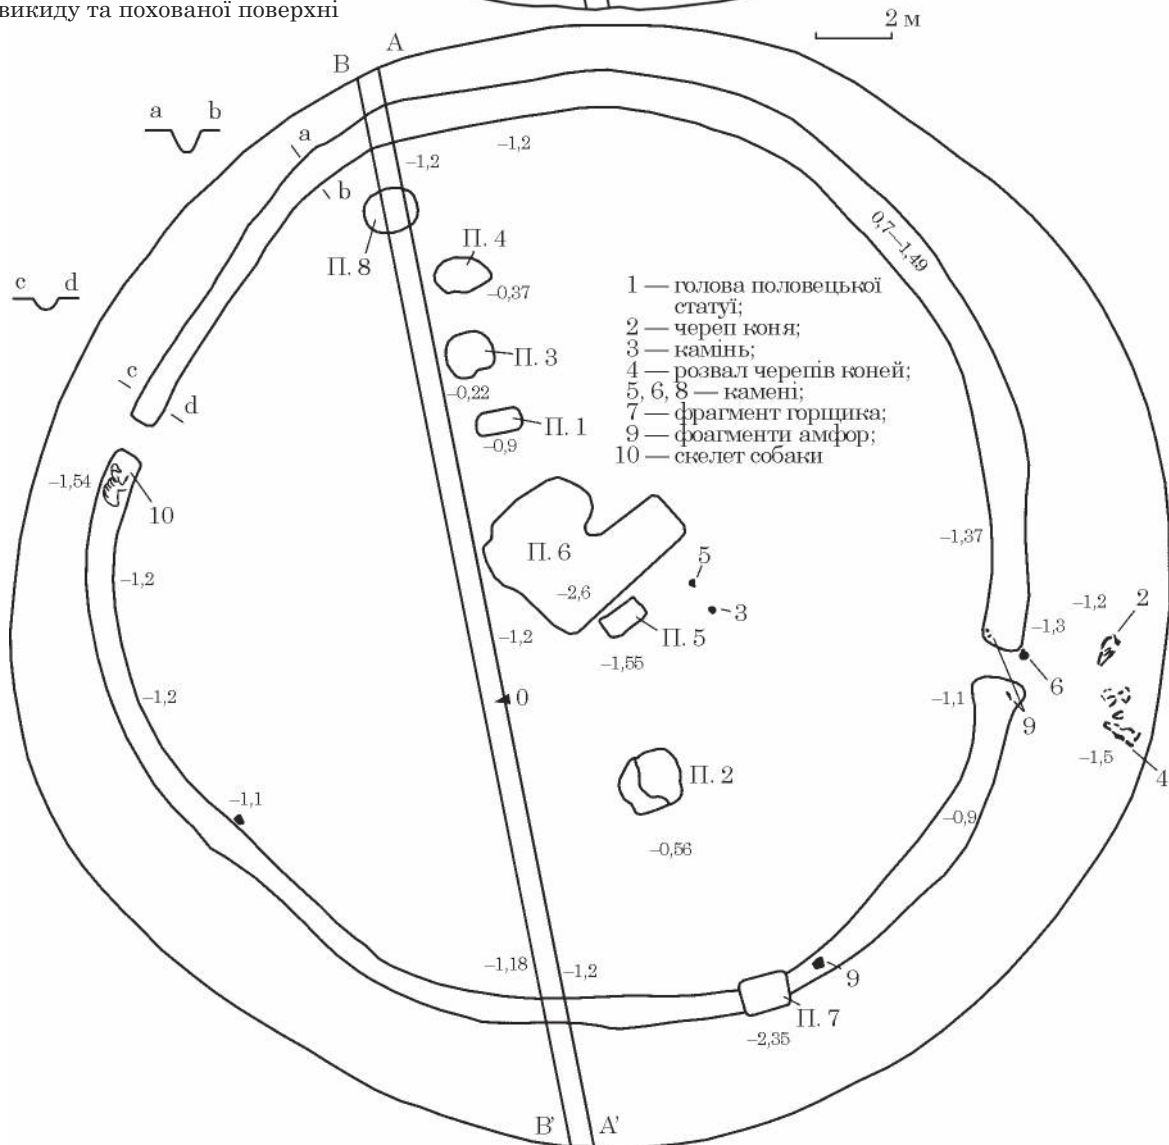 викиду та похованої поверхні
2 м
A
B
a b
a
–1,2
–1,2
b
П. 8
П. 4
–0,37
0,7—1,49
c d
1 — голова половецької
статуї;
2 — череп коня;
3 — камінь;
4 — розвал черепів коней;
5, 6, 8 — камені;
7 — фрагмент горщика;
9 — фоагменти амфор;
10 — скелет собаки
П. 3
–0,22
c
d
П. 1
–0,9
–1,54
10
П. 6
–2,6
–1,37
5
3
–1,2
–1,2
2
П. 5
–1,55
–1,2
–1,3
6
–1,2
0
–1,1
9
–1,5
4
П. 2
–0,56
–1,1
–0,9
–1,18
–1,2
9
П. 7
–2,35
B' A'